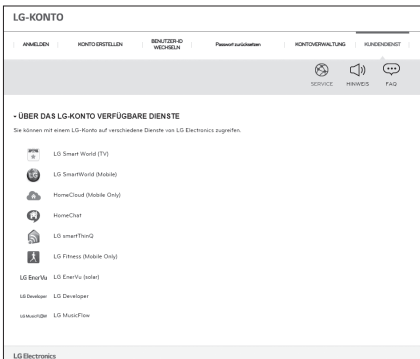 LG-KONTO
ANMELDEN
KONTO ERSTELLEN
BENUTZER-ID
WECHSELN
Passwort zurücksetzen
KONTOVERWALTUNG
KUNDENDIENST
SERVICE
HINWEIS
FAQ
ÜBER DAS LG-KONTO VERFÜGBARE DIENSTE
Sie können mit einem LG-Konto auf verschiedene Dienste von LG Electronics zugreifen.
LG Smart World (TV)
LG SmartWorld (Mobile)
HomeCloud (Mobile Only)
HomeChat
LG smartThinQ
LG Fitness (Mobile Only)
LG EnerVu LG EnerVu (solar)
LG Developer LG Developer
LG MusicFlow LG MusicFlow
LG Electronics